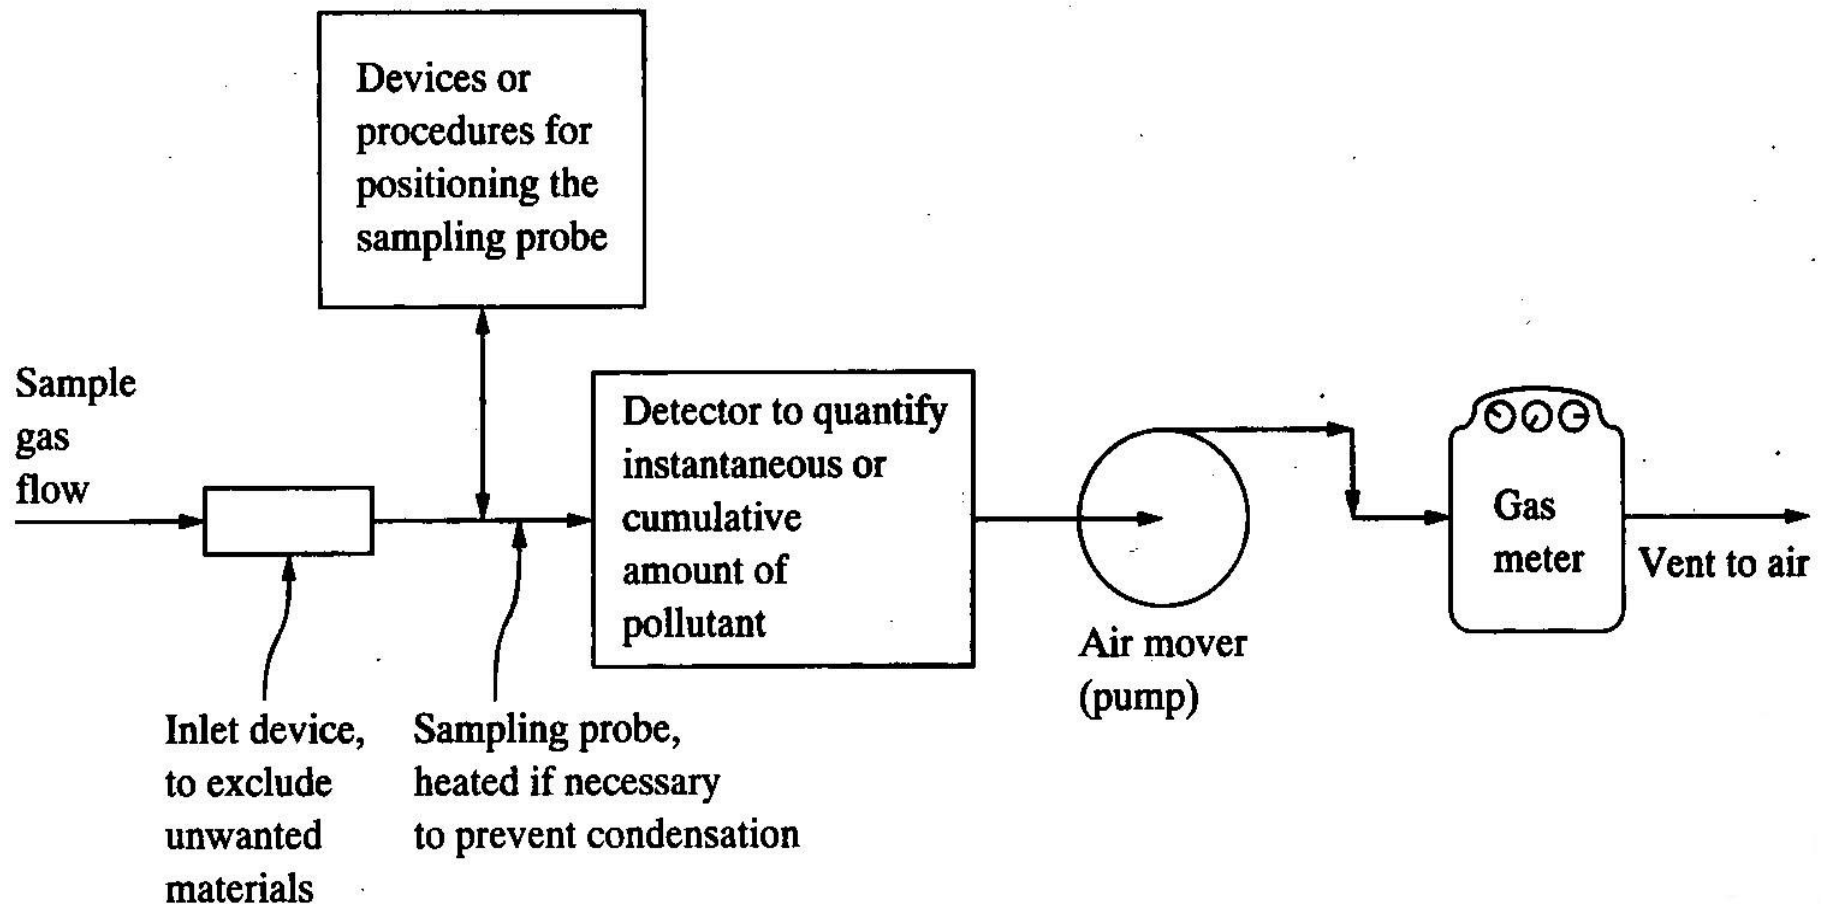 Devices or
procedures for
positioning the
sampling probe
Sample
gas
flow
Detector to quantify
instantaneous or
cumulative
amount of
pollutant
Gas
meter
Vent to air
Air mover
(pump)
Inlet device,
to exclude
unwanted
materials
Sampling probe,
heated if necessary
to prevent condensation